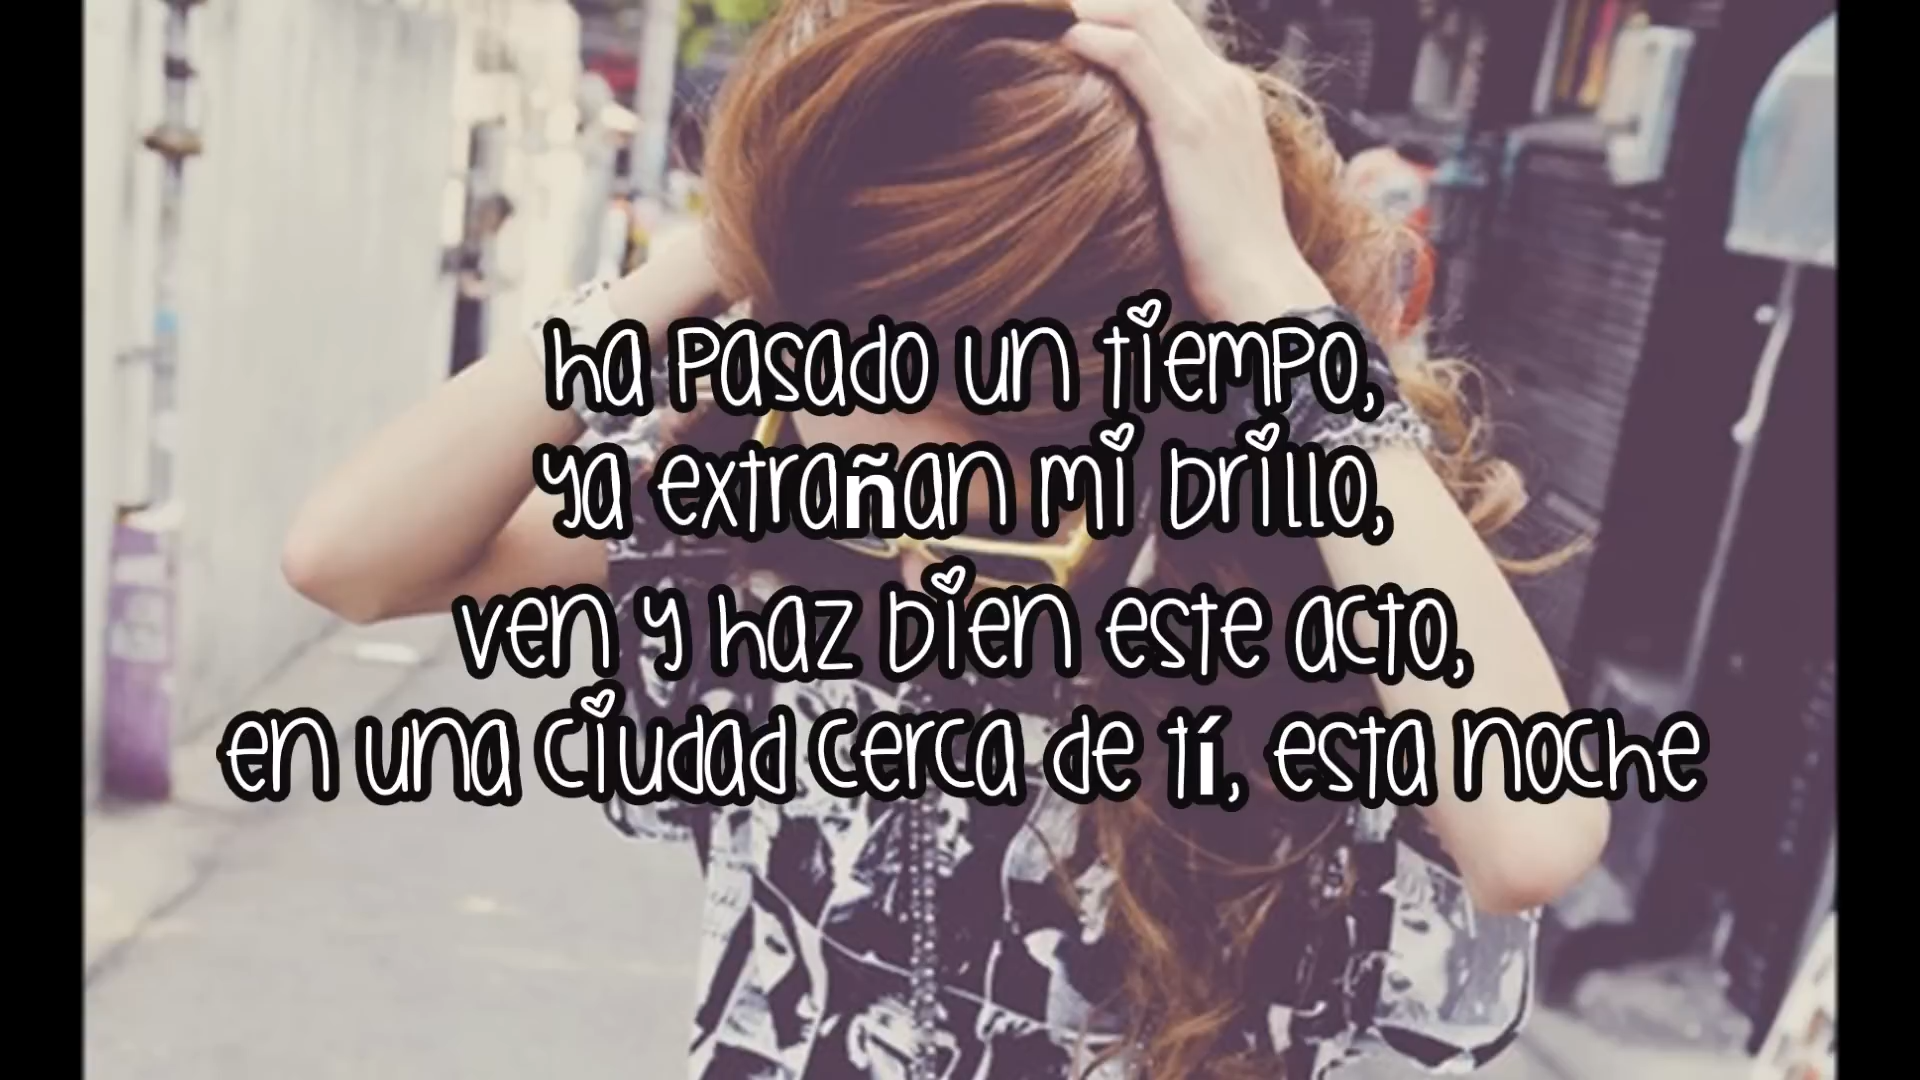 ha pasado un tiempo,
ya extrañan mi brillo,
ven y haz bien este acto,
en una ciudad cerca de tí, esta noche